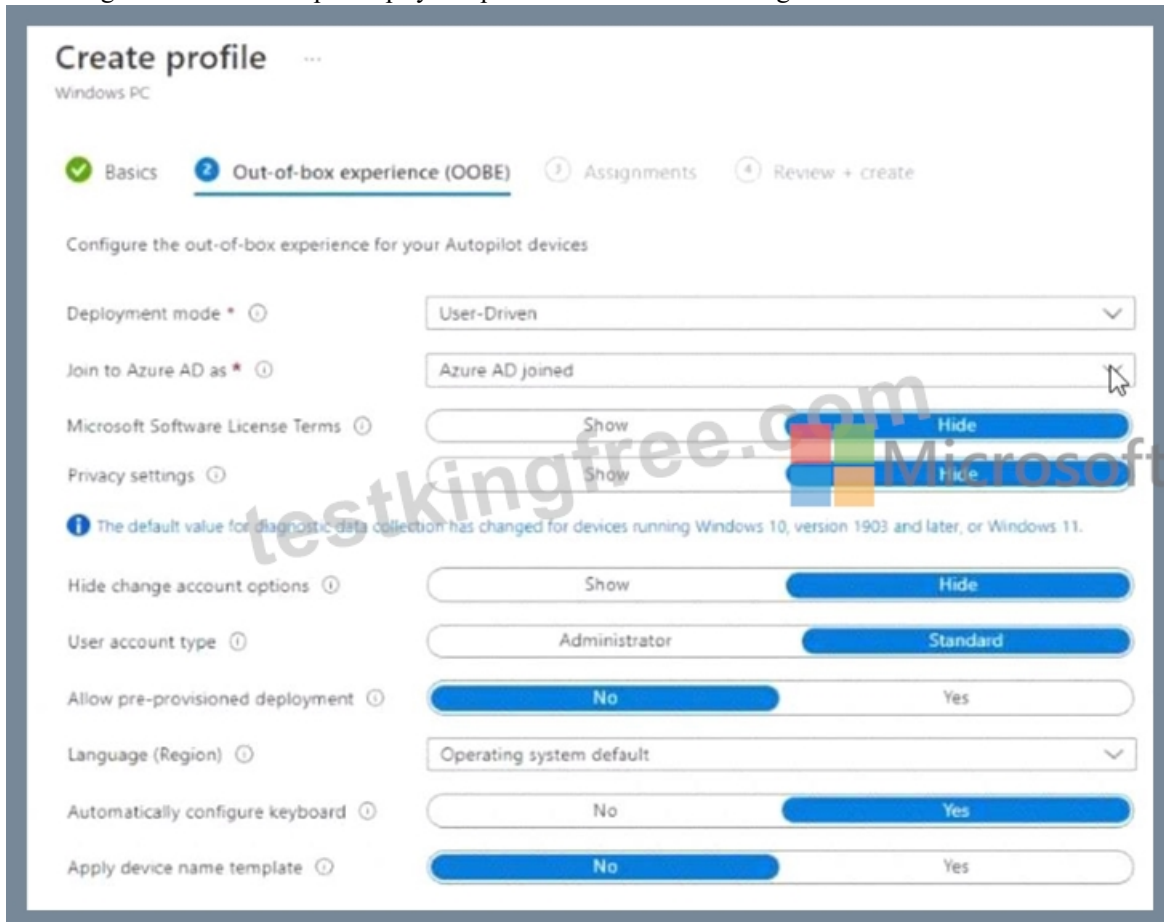 Create profile ...
Windows PC
Basics 2 Out-of-box experience (OOBE) 3 Assignments 4 Review + create
Configure the out-of-box experience for your Autopilot devices
Deployment mode * User-Driven
Join to Azure AD as * Azure AD joined
Microsoft Software License Terms Show Hide
Privacy settings Show Hide
The default value for diagnostic data collection has changed for devices running Windows 10, version 1903 and later, or Windows 11.
Hide change account options Show Hide
User account type Administrator Standard
Allow pre-provisioned deployment No Yes
Language (Region) Operating system default
Automatically configure keyboard No Yes
Apply device name template No Yes
testkingfree.com
Microsoft